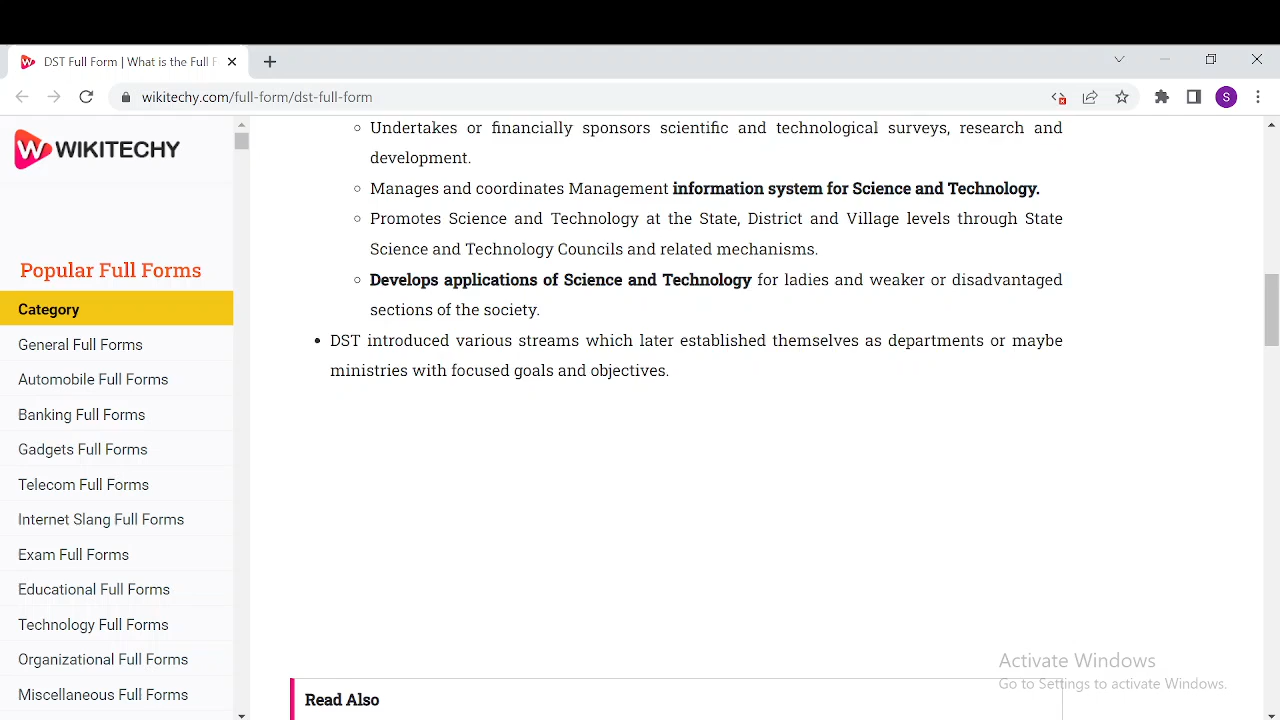 DST Full Form | What is the Full F
wikitechy.com/full-form/dst-full-form
S
W WIKITECHY
Popular Full Forms
Category
General Full Forms
Automobile Full Forms
Banking Full Forms
Gadgets Full Forms
Telecom Full Forms
Internet Slang Full Forms
Exam Full Forms
Educational Full Forms
Technology Full Forms
Organizational Full Forms
Miscellaneous Full Forms
Undertakes or financially sponsors scientific and technological surveys, research and
development.
Manages and coordinates Management information system for Science and Technology.
Promotes Science and Technology at the State, District and Village levels through State
Science and Technology Councils and related mechanisms.
Develops applications of Science and Technology for ladies and weaker or disadvantaged
sections of the society.
DST introduced various streams which later established themselves as departments or maybe
ministries with focused goals and objectives.
Read Also
Activate Windows
Go to Settings to activate Windows.